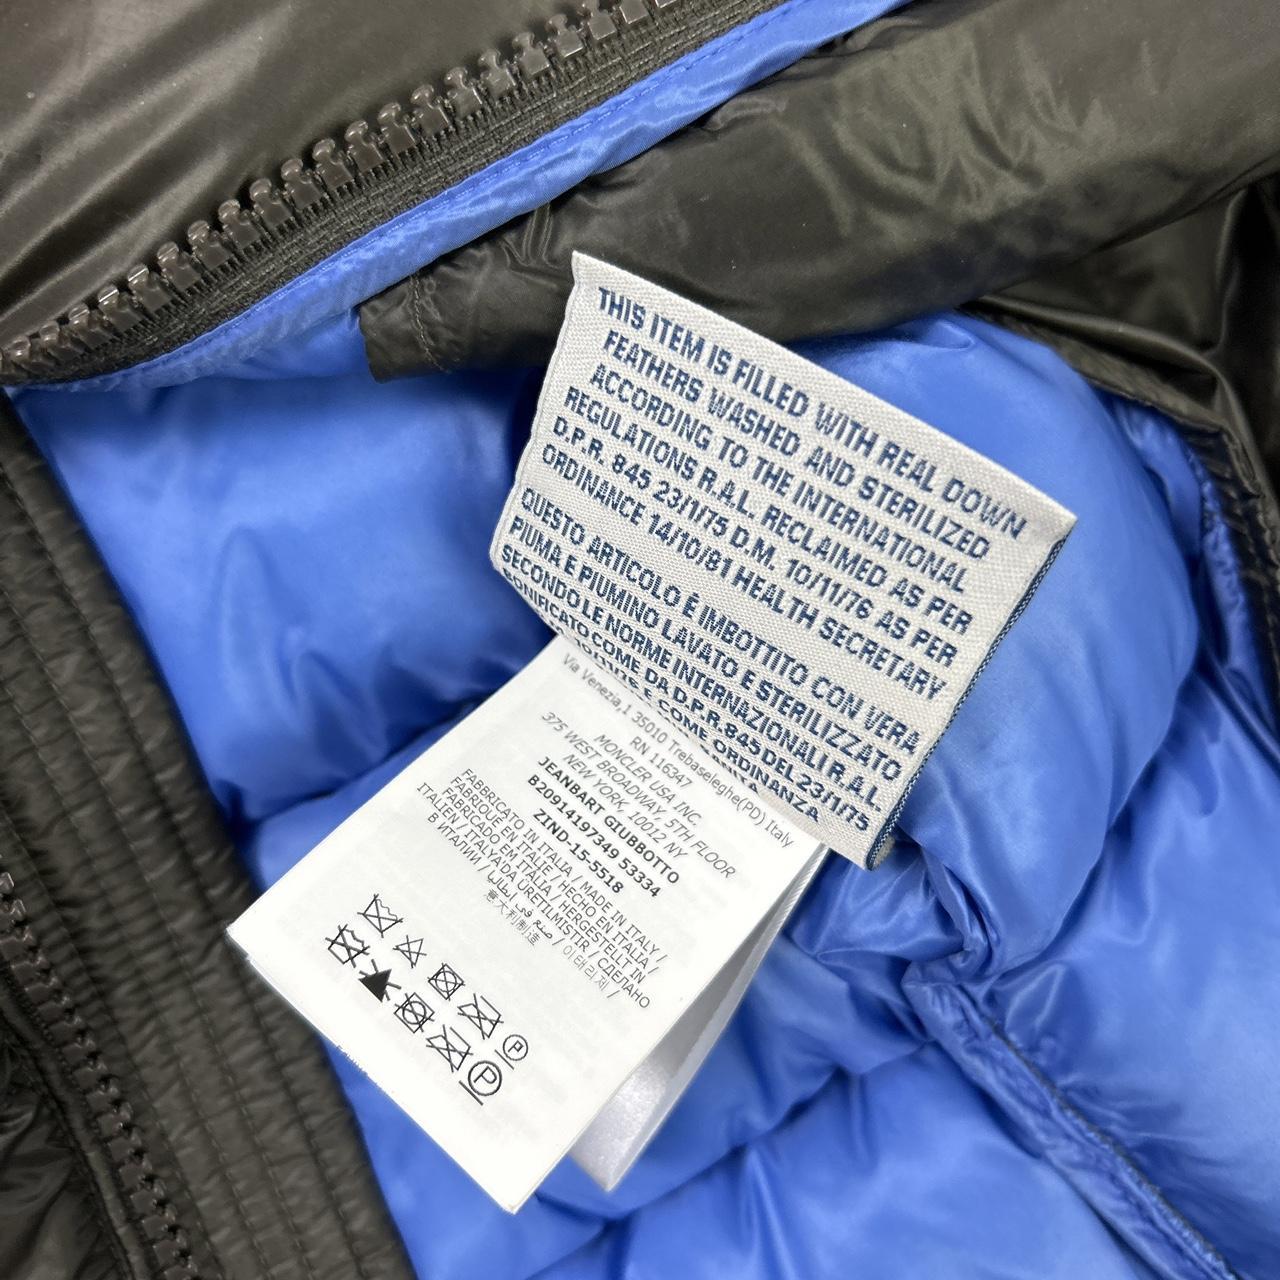 THIS ITEM IS FILLED WITH REAL DOWN
FEATHERS WASHED AND STERILIZED
ACCORDING TO THE INTERNATIONAL
REGULATIONS R.A.L. RECLAIMED AS PER
D.P.R. 845 23/1/75 D.M. 10/11/76 AS PER
ORDINANCE 14/10/81 HEALTH SECRETARY
QUESTO ARTICOLO È IMBOTTITO CON VERA
PIUMA E PIUMINO LAVATO E STERILIZZATO
SECONDO LE NORME INTERNAZIONALI R.A.L.
BONIFICATO COME DA D.P.R. 845 DEL 23/1/75
E COME ORDINANZA
Via Venezia,1 35010 Trebaseleghe(PD) Italy
RN 116347
MONCLER USA INC.
375 WEST BROADWAY, 5TH FLOOR
NEW YORK, 10012 NY
JEANBART GIUBBOTTO
B20914197349 53334
ZIND-15-5518
FABBRICATO IN ITALIA / MADE IN ITALY /
FABRIQUÉ EN ITALIE / HECHO EN ITALIA /
FABRICADO EM ITÁLIA / HERGESTELLT IN
ITALIEN / ITALYADA ÜRETILMISTIR / СДЕЛАНО
В ИТАЛИИ / صنع في إيطاليا / 이태리제 /
意大利制造
P
P